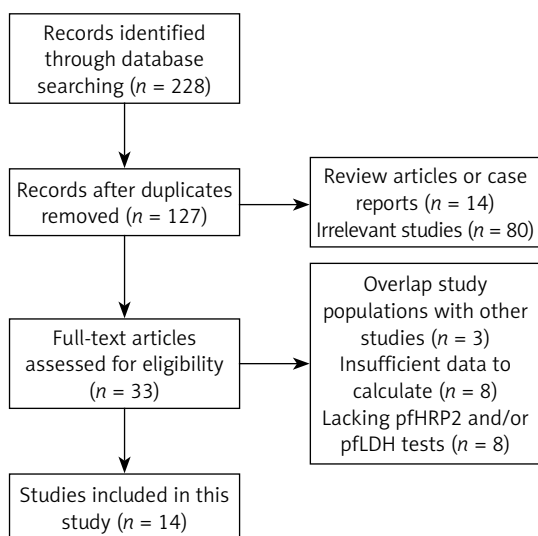 Records identified
through database
searching (n = 228)
Records after duplicates
removed (n = 127)
Review articles or case
reports (n = 14)
Irrelevant studies (n = 80)
Full-text articles
assessed for eligibility
(n = 33)
Overlap study
populations with other
studies (n = 3)
Insufficient data to
calculate (n = 8)
Lacking pfHRP2 and/or
pfLDH tests (n = 8)
Studies included in this
study (n = 14)